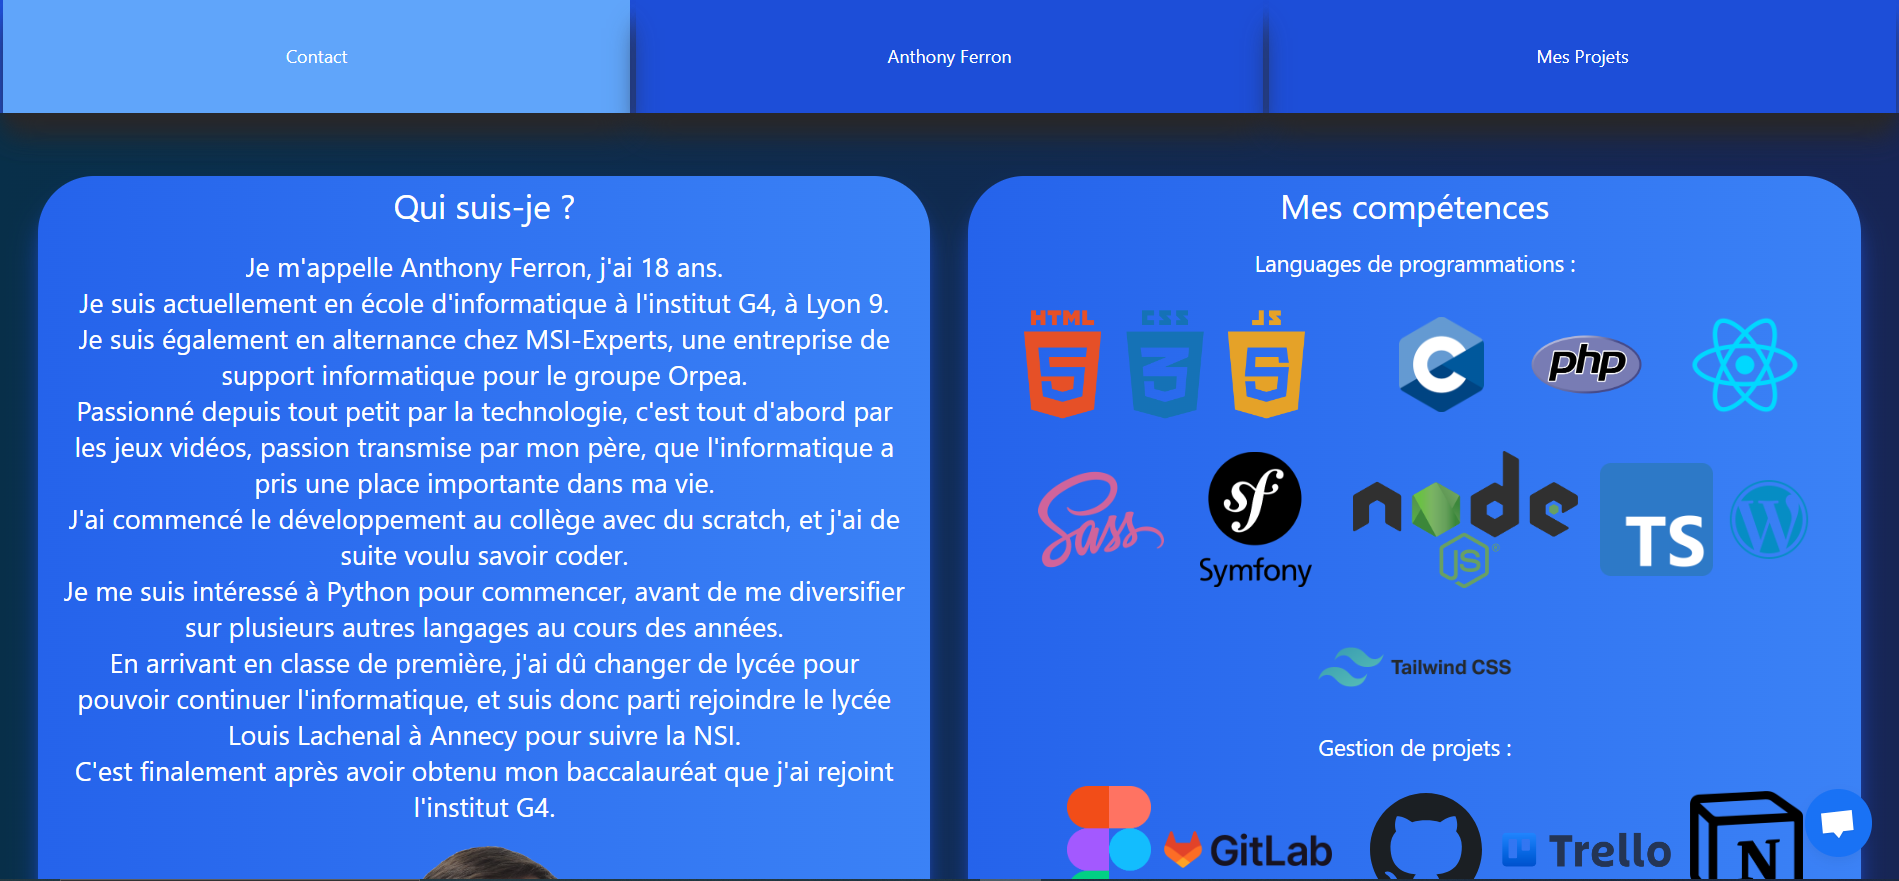 Contact
Anthony Ferron
Mes Projets
Qui suis-je ?
Je m'appelle Anthony Ferron, j'ai 18 ans.
Je suis actuellement en école d'informatique à l'institut G4, à Lyon 9.
Je suis également en alternance chez MSI-Experts, une entreprise de
support informatique pour le groupe Orpea.
Passionné depuis tout petit par la technologie, c'est tout d'abord par
les jeux vidéos, passion transmise par mon père, que l'informatique a
pris une place importante dans ma vie.
J'ai commencé le développement au collège avec du scratch, et j'ai de
suite voulu savoir coder.
Je me suis intéressé à Python pour commencer, avant de me diversifier
sur plusieurs autres langages au cours des années.
En arrivant en classe de première, j'ai dû changer de lycée pour
pouvoir continuer l'informatique, et suis donc parti rejoindre le lycée
Louis Lachenal à Annecy pour suivre la NSI.
C'est finalement après avoir obtenu mon baccalauréat que j'ai rejoint
l'institut G4.
Mes compétences
Languages de programmations :
HTML CSS JS
5 3 5 C php
Sass sf node TS W
Symfony JS
Tailwind CSS
Gestion de projets :
GitLab Trello N